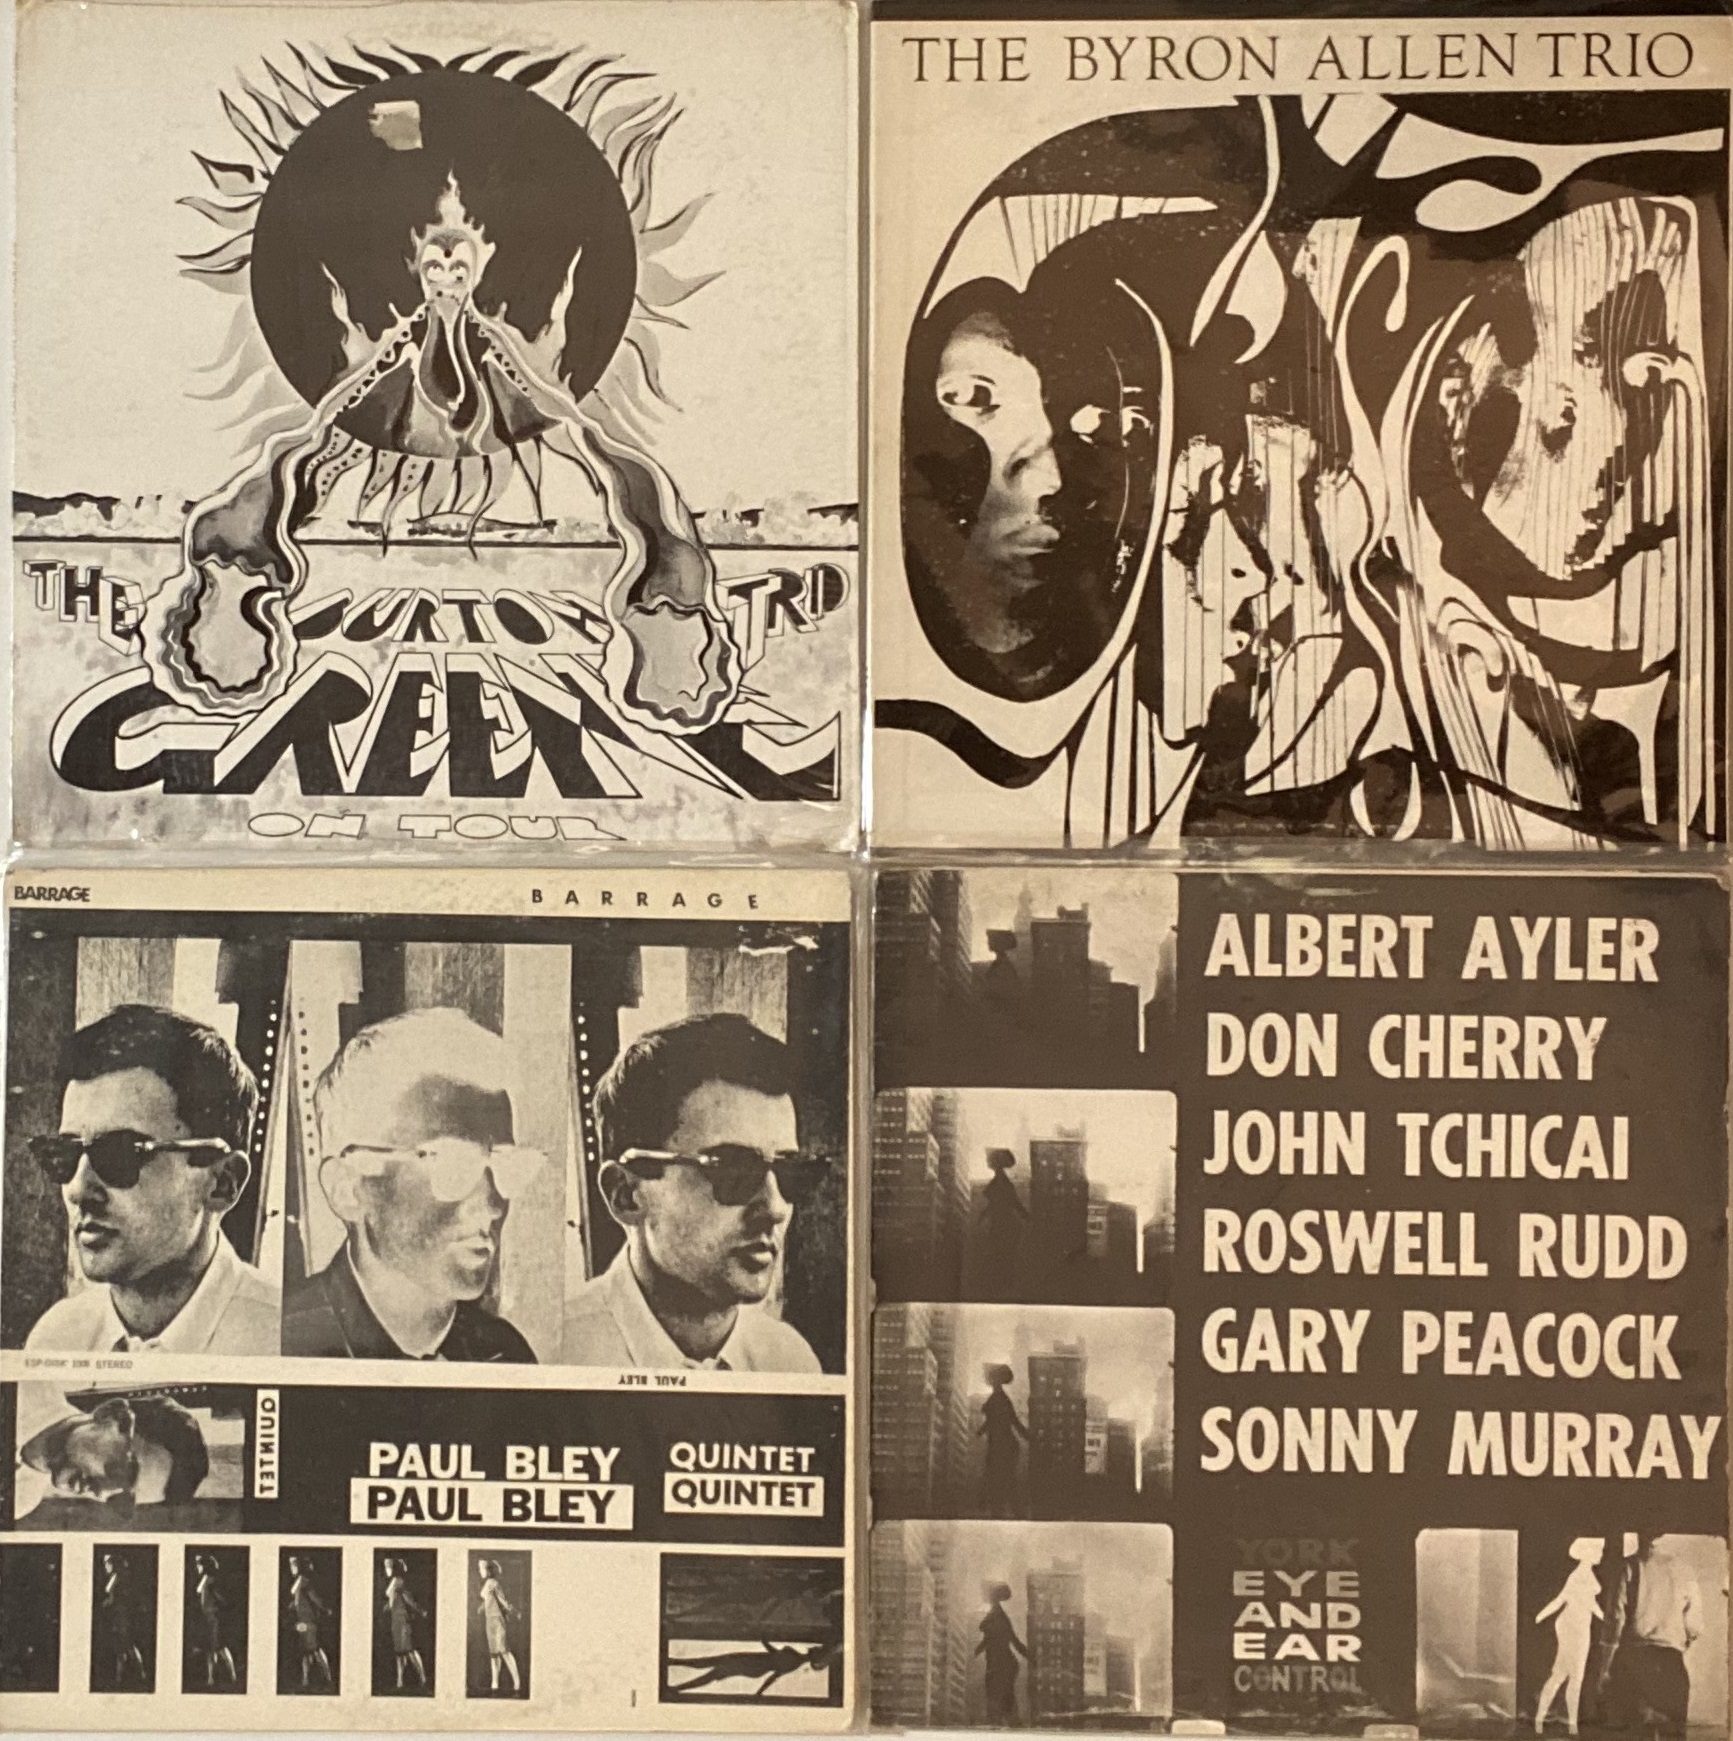 THE BURTON TRIO
GREENE
ON TOUR
THE BYRON ALLEN TRIO
BARRAGE
BARRAGE
ESP-DISK 1008 STEREO
PAUL BLEY
QUINTET
PAUL BLEY
PAUL BLEY
QUINTET
QUINTET
ALBERT AYLER
DON CHERRY
JOHN TCHICAI
ROSWELL RUDD
GARY PEACOCK
SONNY MURRAY
YORK
EYE
AND
EAR
CONTROL